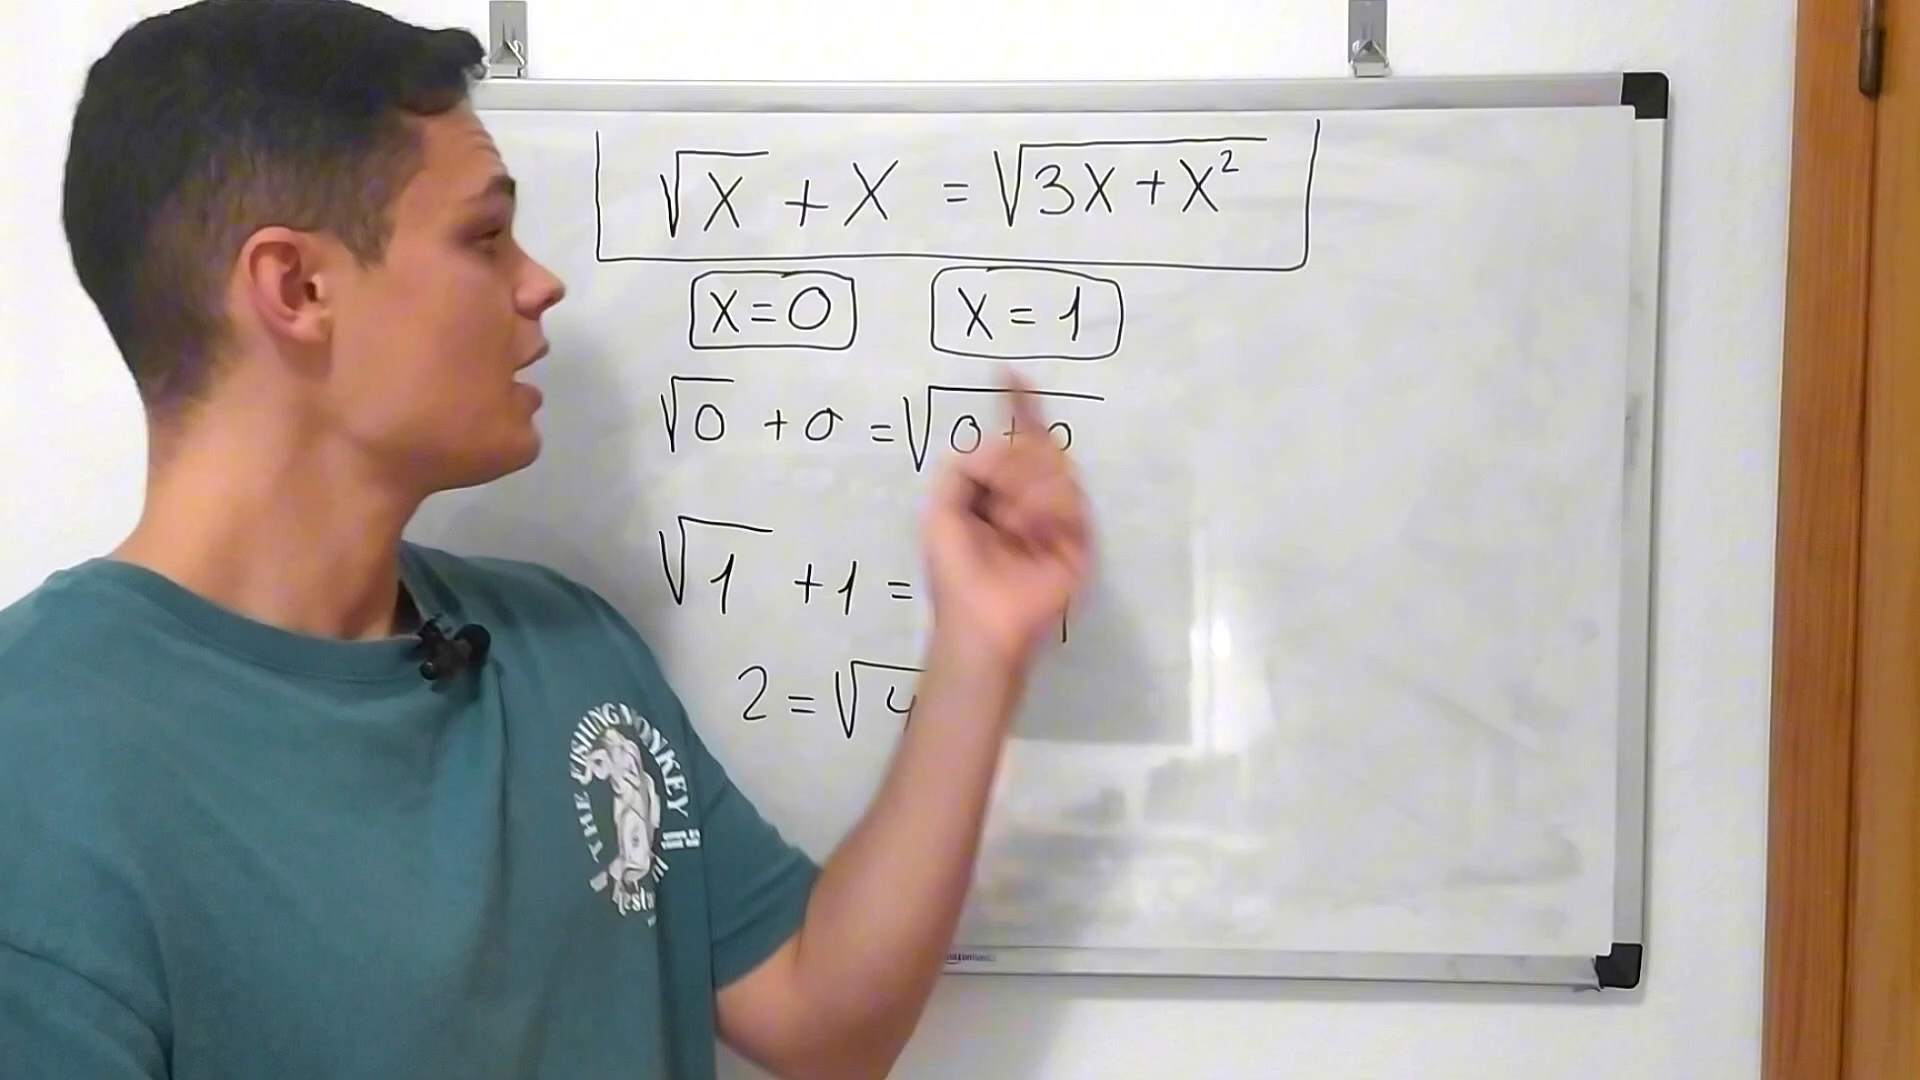 √x + x = √3x + x²
x = 0 x = 1
√0 + 0 = √0 + 0
√1 + 1 =
2 = √4
THE FISHING MONKEY